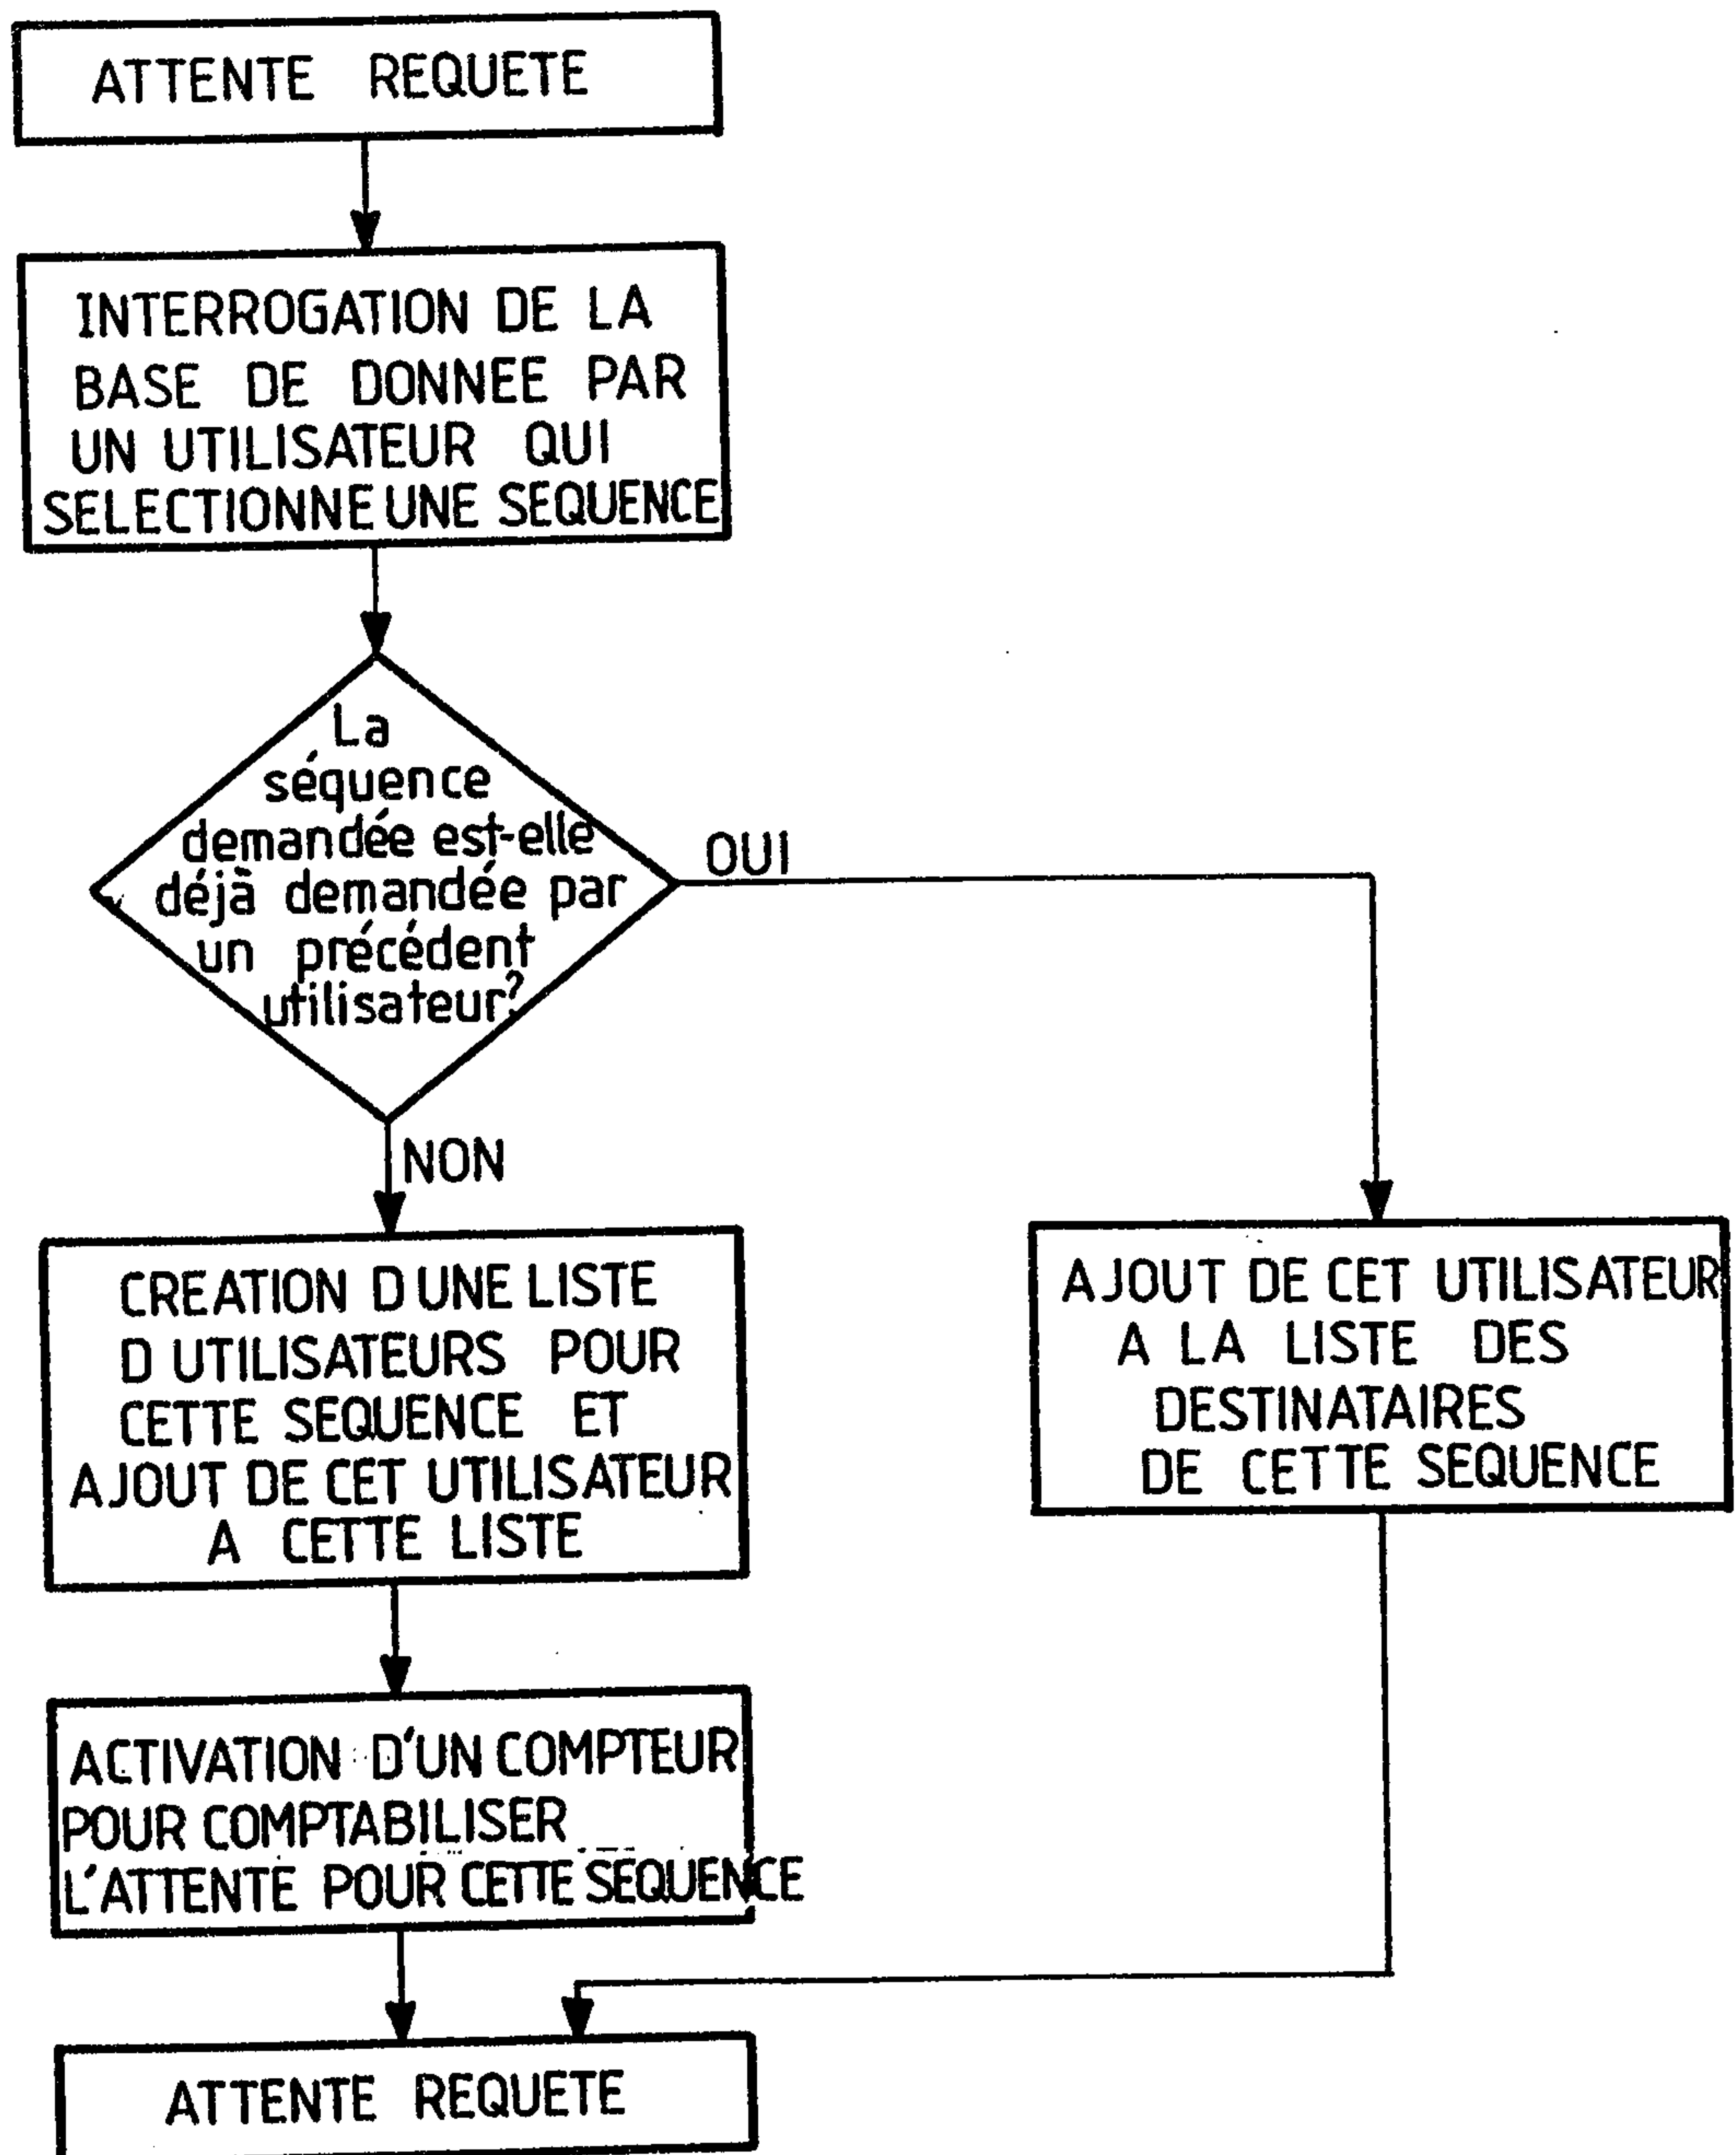 ATTENTE REQUETE
INTERROGATION DE LA
BASE DE DONNEE PAR
UN UTILISATEUR QUI
SELECTIONNE UNE SEQUENCE
La
séquence
demandée est-elle
déjà demandée par
un précédent
utilisateur?
OUI
NON
CREATION D UNE LISTE
D UTILISATEURS POUR
CETTE SEQUENCE ET
AJOUT DE CET UTILISATEUR
A CETTE LISTE
AJOUT DE CET UTILISATEUR
A LA LISTE DES
DESTINATAIRES
DE CETTE SEQUENCE
ACTIVATION D'UN COMPTEUR
POUR COMPTABILISER
L'ATTENTE POUR CETTE SEQUENCE
ATTENTE REQUETE